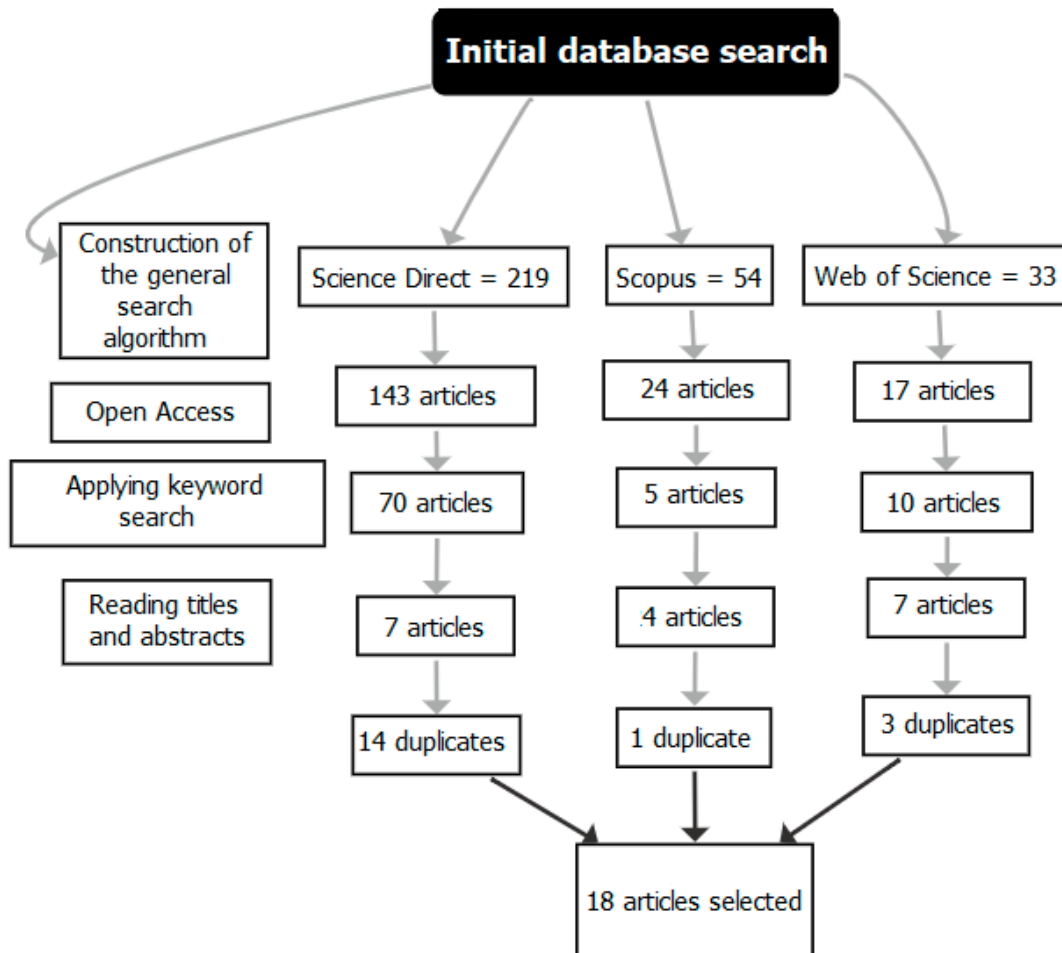 Initial database search
Construction of
the general
search
algorithm
Science Direct = 219
Scopus = 54
Web of Science = 33
Open Access
143 articles
24 articles
17 articles
Applying keyword
search
70 articles
5 articles
10 articles
Reading titles
and abstracts
7 articles
4 articles
7 articles
14 duplicates
1 duplicate
3 duplicates
18 articles selected